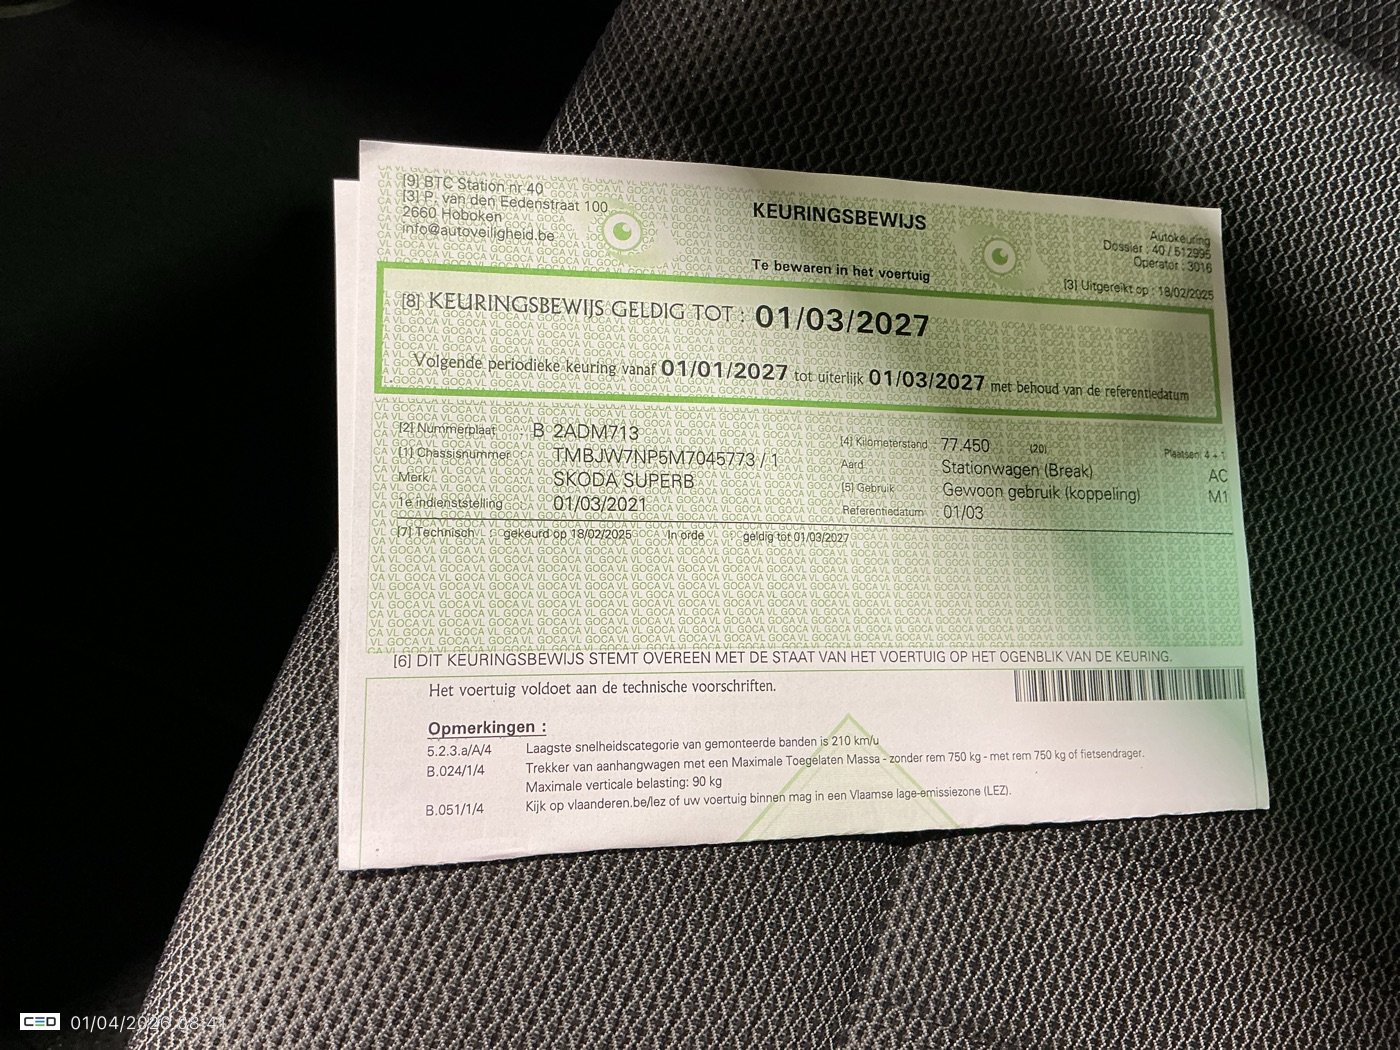 [9] BTC Station nr 40
[3] P. van den Eedenstraat 100
2660 Hoboken
info@autoveiligheid.be
KEURINGSBEWIJS
Te bewaren in het voertuig
Autokeuring
Dossier : 40 / 512995
Operator : 3016
[3] Uitgereikt op : 18/02/2025
[8] KEURINGSBEWIJS GELDIG TOT : 01/03/2027
Volgende periodieke keuring vanaf 01/01/2027 tot uiterlijk 01/03/2027 met behoud van de referentiedatum
[2] Nummerplaat B 2ADM713
[1] Chassisnummer TMBJW7NP5M7045773 / 1
Merk SKODA SUPERB
1e indienststelling 01/03/2021
[4] Kilometerstand 77.450 (20) Plaatsen: 4 + 1
Aard Stationwagen (Break) AC
[5] Gebruik Gewoon gebruik (koppeling) M1
Referentiedatum 01/03
[7] Technisch gekeurd op 18/02/2025 In orde geldig tot 01/03/2027
[6] DIT KEURINGSBEWIJS STEMT OVEREEN MET DE STAAT VAN HET VOERTUIG OP HET OGENBLIK VAN DE KEURING.
Het voertuig voldoet aan de technische voorschriften.
Opmerkingen :
5.2.3.a/A/4 Laagste snelheidscategorie van gemonteerde banden is 210 km/u
B.024/1/4 Trekker van aanhangwagen met een Maximale Toegelaten Massa - zonder rem 750 kg - met rem 750 kg of fietsendrager.
Maximale verticale belasting: 90 kg
B.051/1/4 Kijk op vlaanderen.be/lez of uw voertuig binnen mag in een Vlaamse lage-emissiezone (LEZ).
CED 01/04/2026